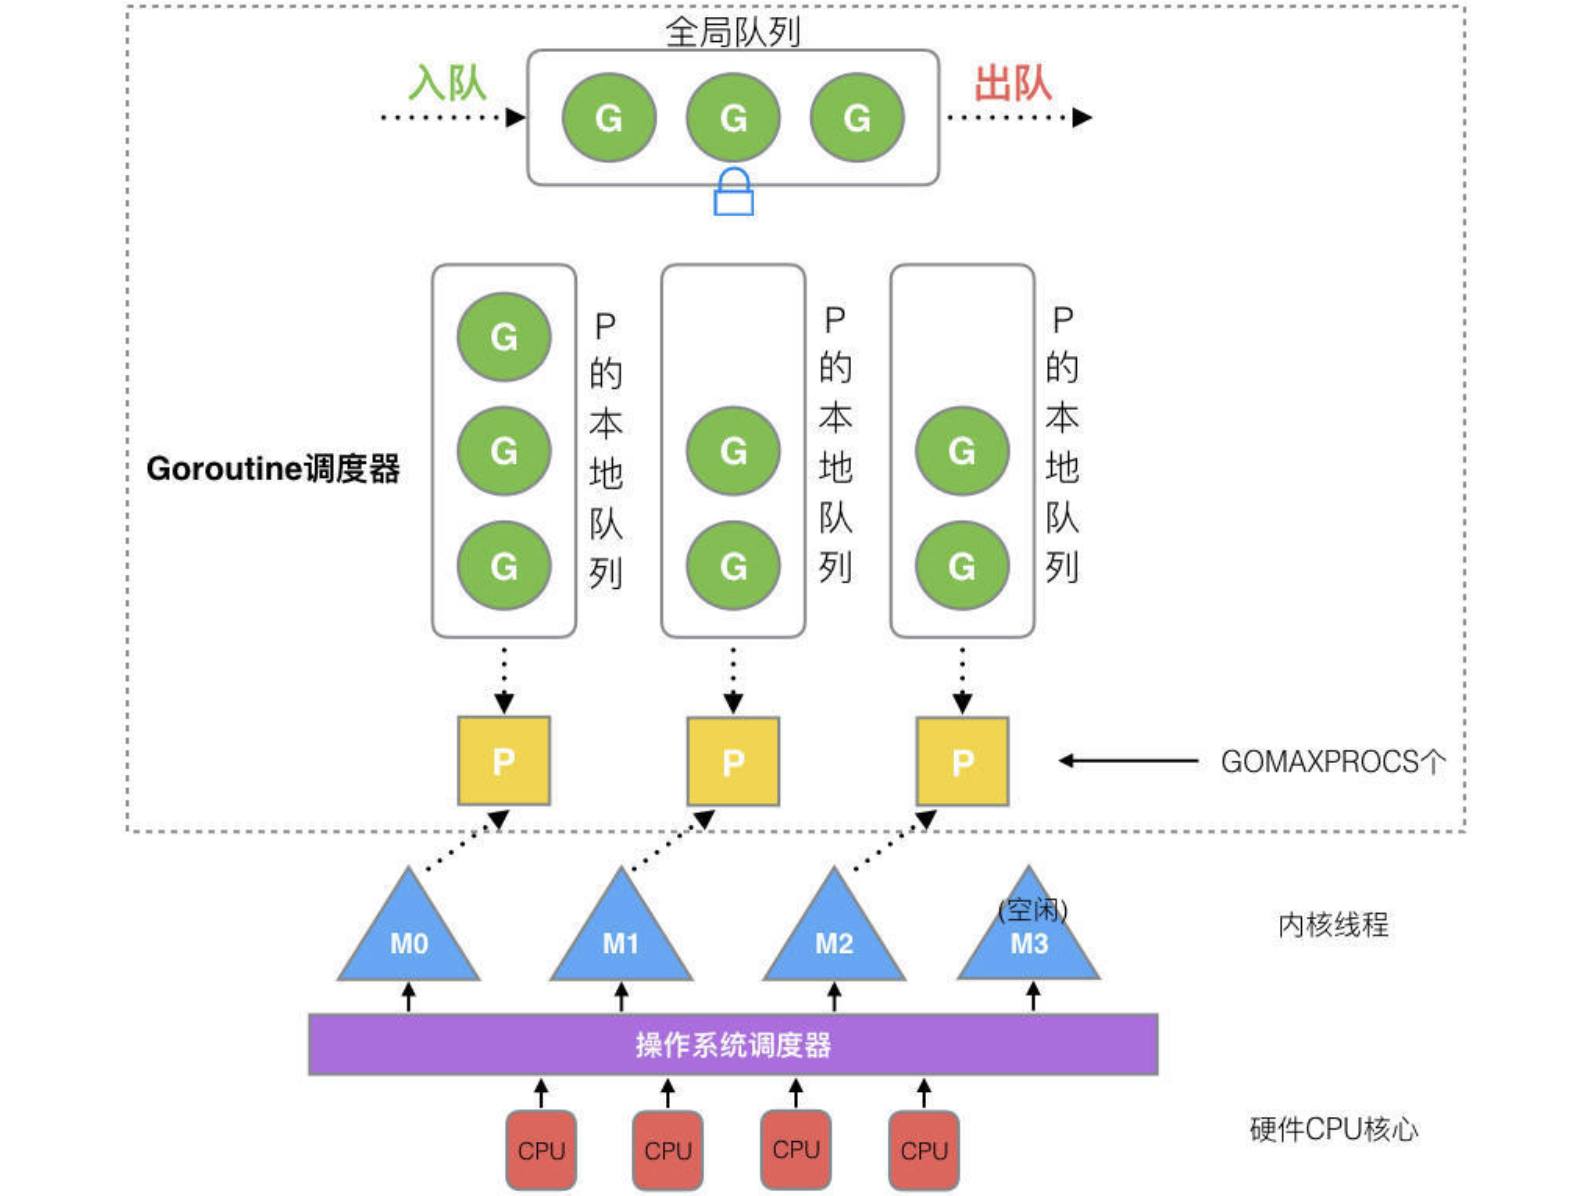 全局队列
入队
出队
G G G
P的本地队列
P的本地队列
P的本地队列
G
G G G
G G G
Goroutine调度器
P P P
GOMAXPROCS个
(空闲)
M0 M1 M2 M3
内核线程
操作系统调度器
CPU CPU CPU CPU
硬件CPU核心